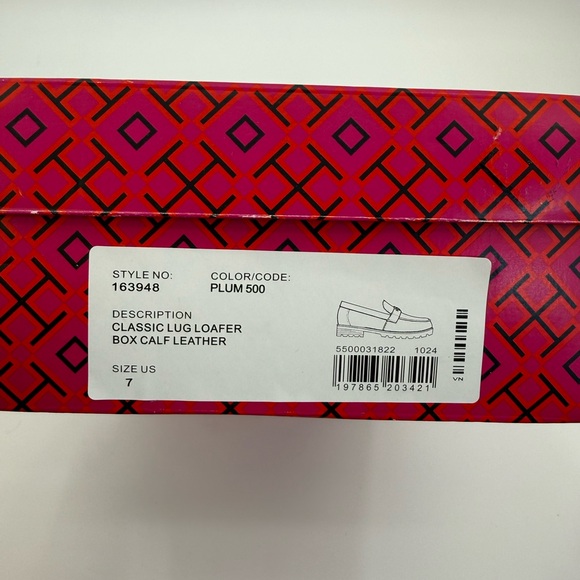 STYLE NO: COLOR/CODE:
163948 PLUM 500
DESCRIPTION
CLASSIC LUG LOAFER
BOX CALF LEATHER
SIZE US
7
5500031822 1024
197865 203421
VN